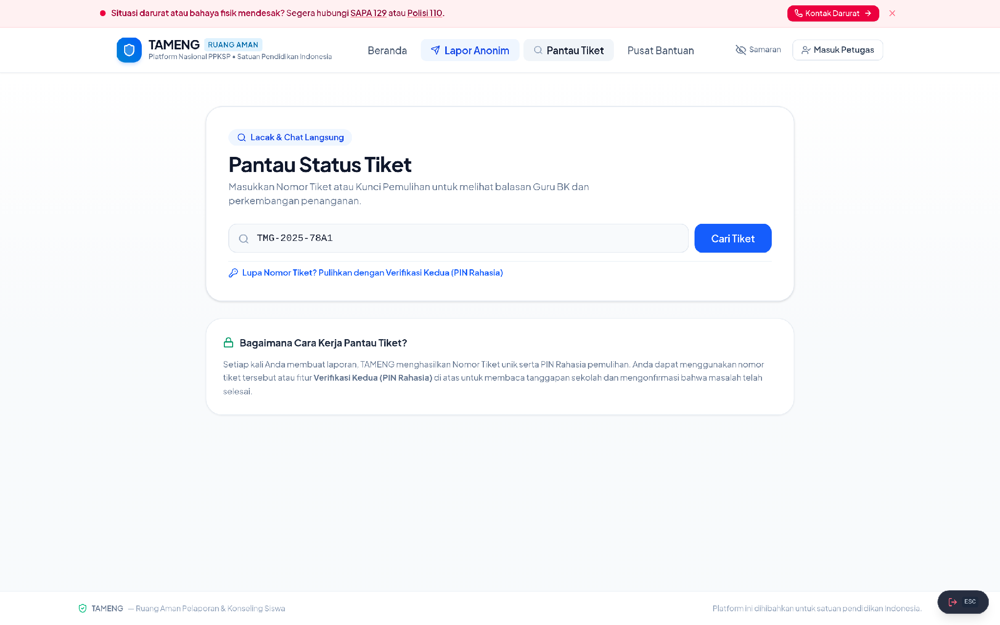 Situasi darurat atau bahaya fisik mendesak? Segera hubungi SAPA 129 atau Polisi 110.
Kontak Darurat
TAMENG RUANG AMAN
Platform Nasional PPKSP • Satuan Pendidikan Indonesia
Beranda
Lapor Anonim
Pantau Tiket
Pusat Bantuan
Samaran
Masuk Petugas
Lacak & Chat Langsung
Pantau Status Tiket
Masukkan Nomor Tiket atau Kunci Pemulihan untuk melihat balasan Guru BK dan
perkembangan penanganan.
TMG-2025-78A1
Cari Tiket
Lupa Nomor Tiket? Pulihkan dengan Verifikasi Kedua (PIN Rahasia)
Bagaimana Cara Kerja Pantau Tiket?
Setiap kali Anda membuat laporan, TAMENG menghasilkan Nomor Tiket unik serta PIN Rahasia pemulihan. Anda dapat menggunakan nomor
tiket tersebut atau fitur Verifikasi Kedua (PIN Rahasia) di atas untuk membaca tanggapan sekolah dan mengonfirmasi bahwa masalah telah
selesai.
TAMENG — Ruang Aman Pelaporan & Konseling Siswa
Platform ini dihibahkan untuk satuan pendidikan Indonesia.
ESC